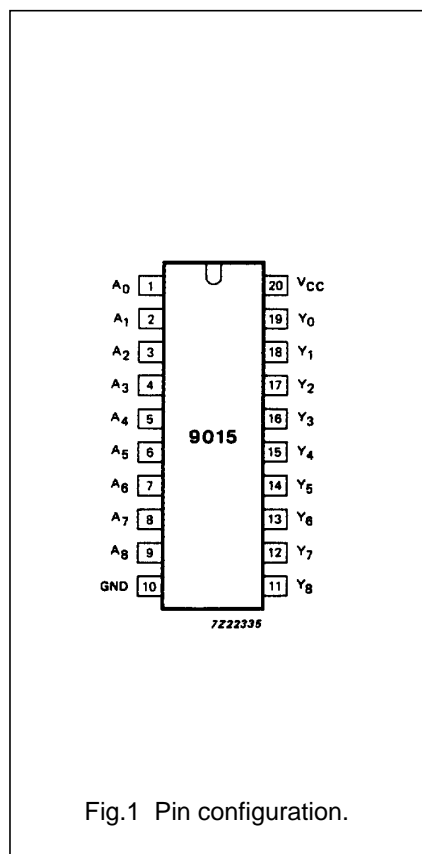 A0 1 20 VCC
A1 2 19 Y0
A2 3 18 Y1
A3 4 17 Y2
A4 5 16 Y3
9015
A5 6 15 Y4
A6 7 14 Y5
A7 8 13 Y6
A8 9 12 Y7
GND 10 11 Y8
7Z22335
Fig.1 Pin configuration.